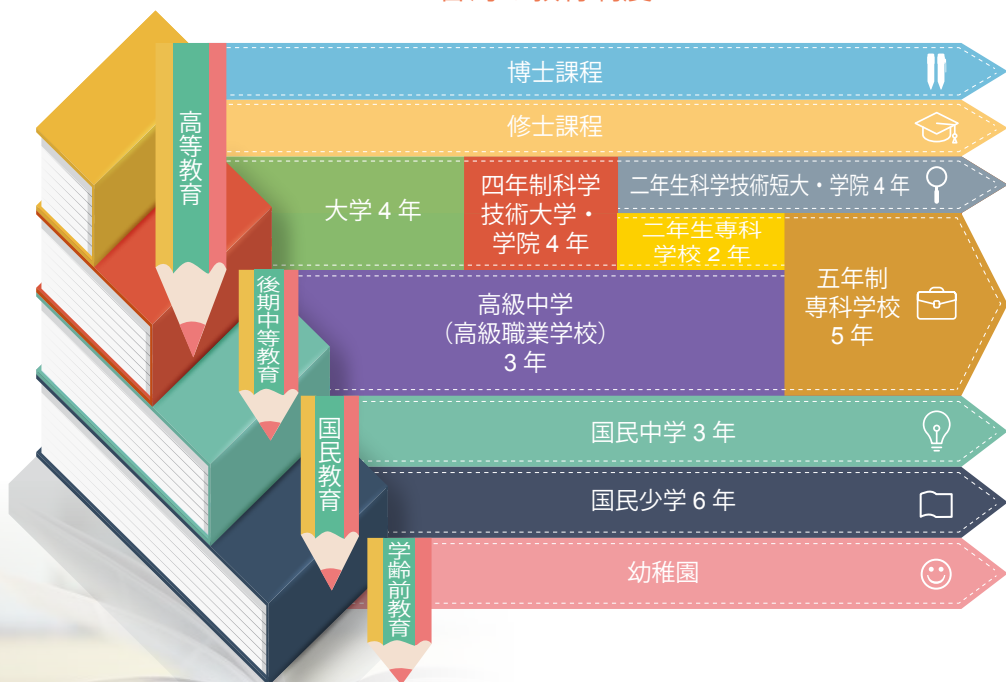 博士課程
修士課程
高等教育
大学 4 年
四年制科学
技術大学・
学院 4 年
二年生科学技術短大・学院 4 年
二年生専科
学校 2 年
五年制
専科学校
5 年
後期中等教育
高級中学
（高級職業学校）
3 年
国民教育
国民中学 3 年
国民少学 6 年
学齢前教育
幼稚園